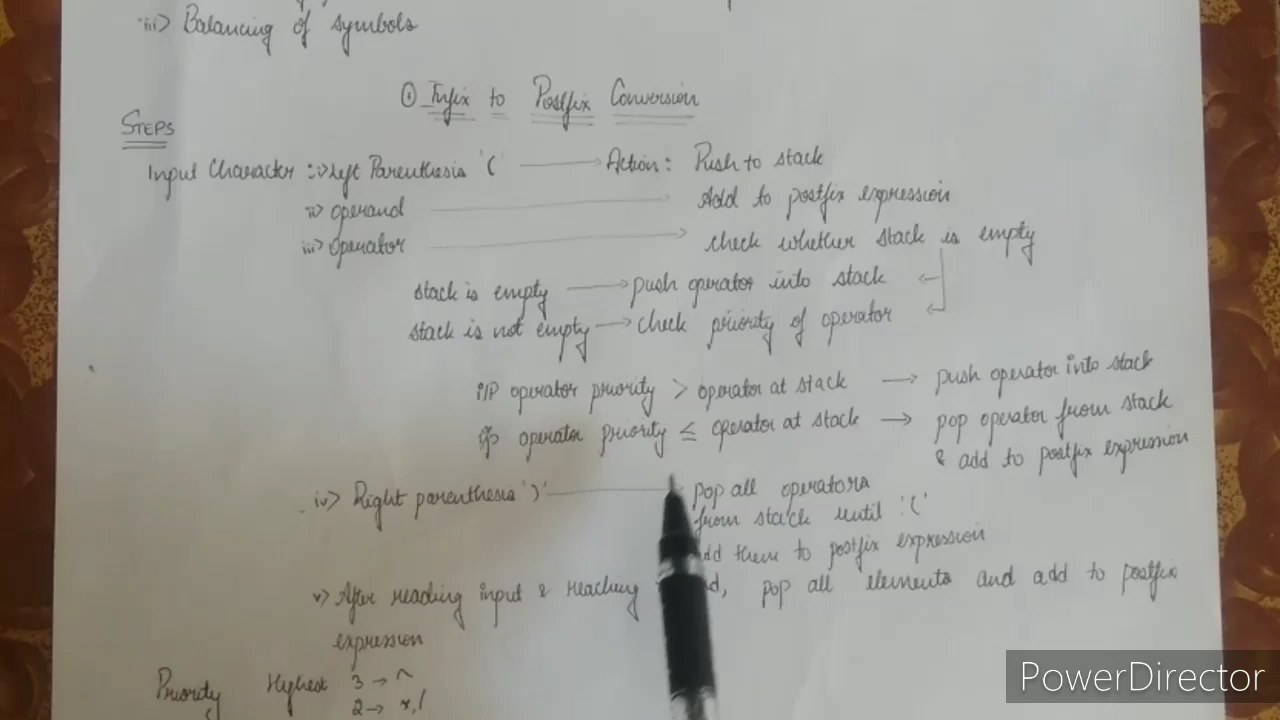 iii> Balancing of symbols
① Infix to Postfix Conversion
STEPS
Input Character :i> Left Parenthesis '(' → Action: Push to stack
ii> operand → Add to postfix expression
iii> operator → check whether stack is empty
stack is empty → push operator into stack
stack is not empty → check priority of operator
i/p operator priority > operator at stack → push operator into stack
i/p operator priority ≤ operator at stack → pop operator from stack
& add to postfix expression
iv> Right parenthesis ')' → pop all operators
from stack until '('
add them to postfix expression
v> After reading input & reaching pop all elements and add to postfix
expression
Priority Highest 3 → ^
2 → *, /
PowerDirector